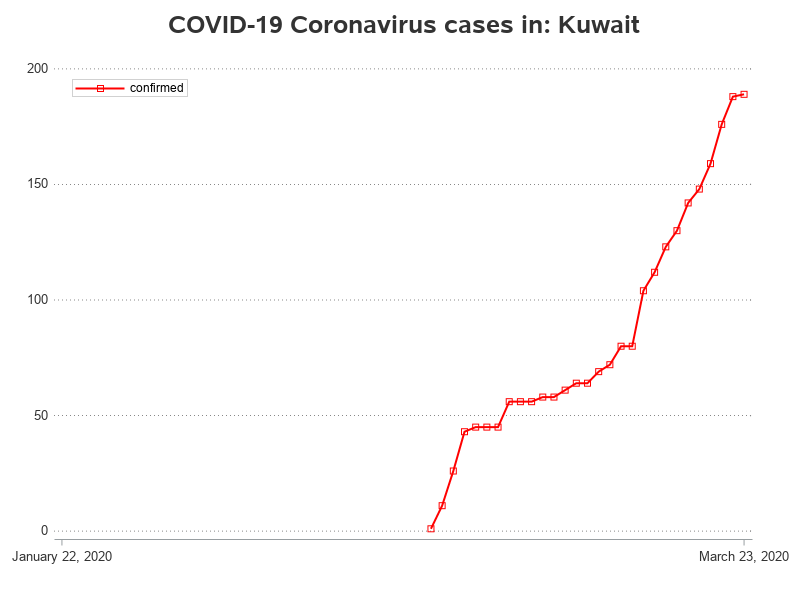 COVID-19 Coronavirus cases in: Kuwait
200
confirmed
150
100
50
0
January 22, 2020
March 23, 2020